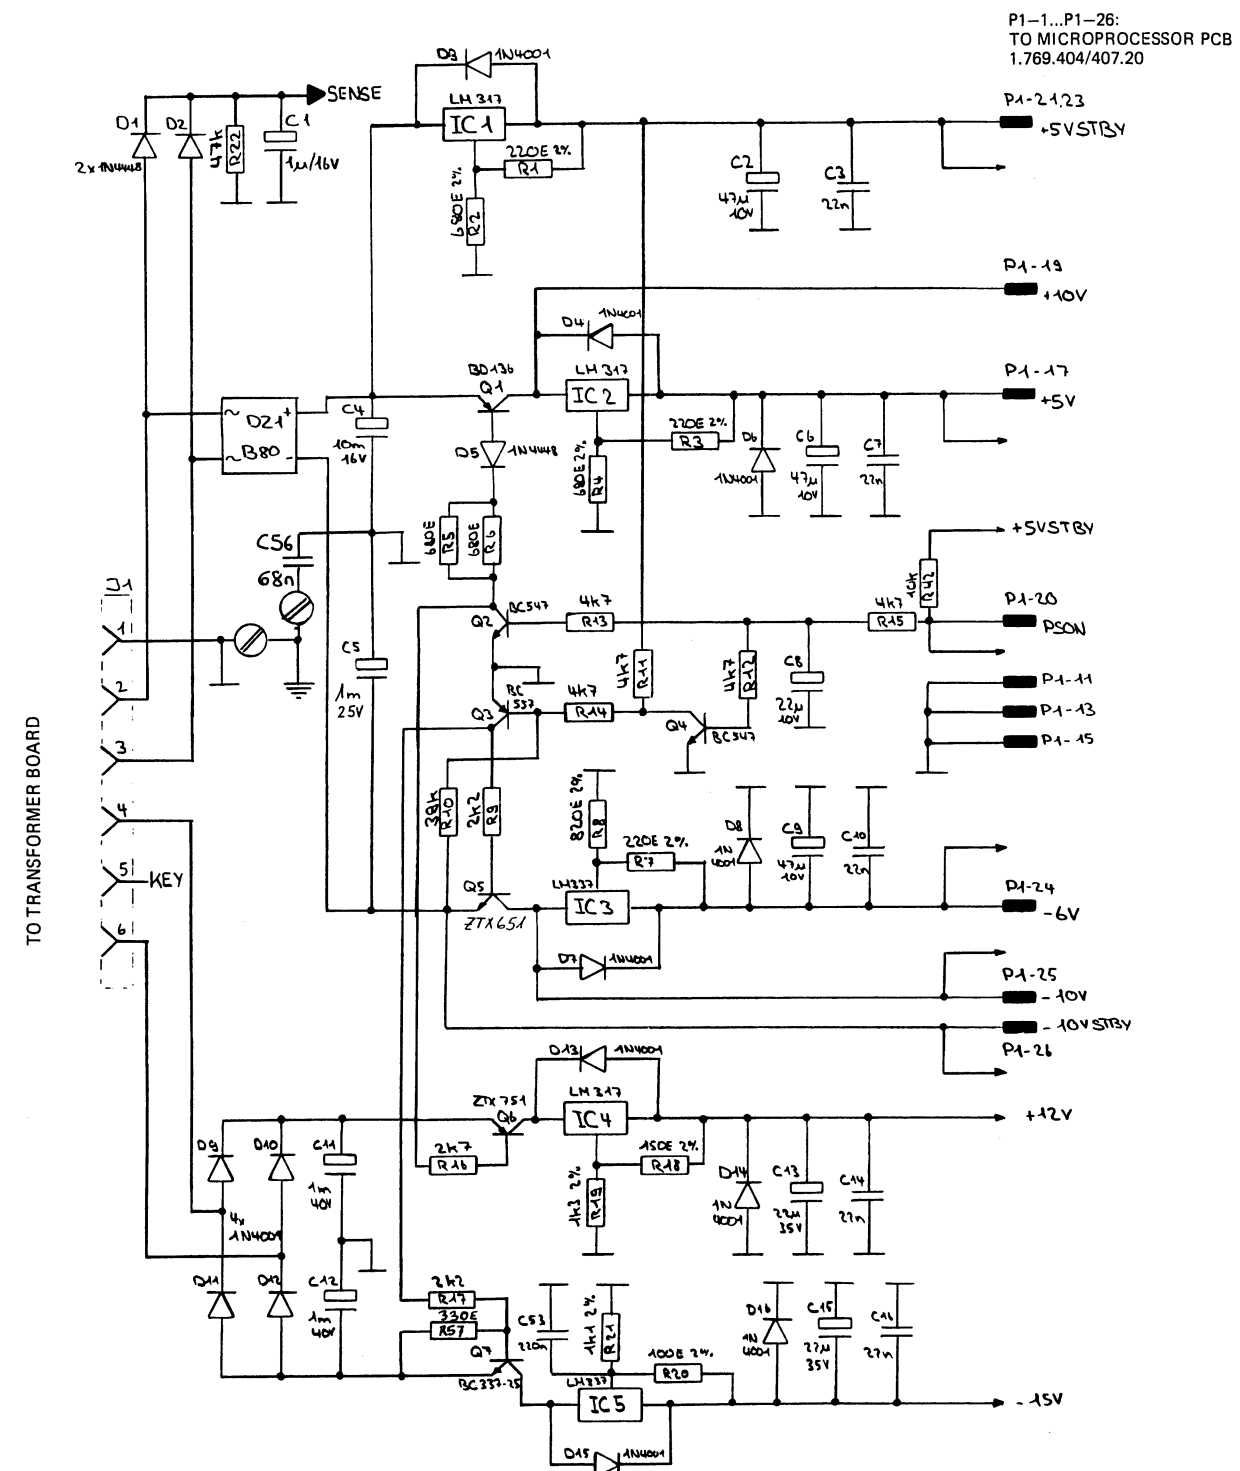 P1–1...P1–26:
TO MICROPROCESSOR PCB
1.769.404/407.20
D3 1N4001
SENSE
LM317
IC1
P1-21,23
+5VSTBY
D1
D2
2x1N4448
47k
R22
C1
1µ/16V
220E 2%
R1
680E 2%
R2
C2
47µ
10V
C3
22n
P1-19
+10V
D4
1N4001
BD136
Q1
LM317
IC2
P1-17
+5V
~ D21 +
~ B80 -
C4
10m
16V
D5
1N4448
220E 2%
R3
680E 2%
R4
D6
1N4001
C6
47µ
10V
C7
22n
680E
R5
680E
R6
+5VSTBY
10k
R42
C56
68n
J1
1
2
3
4
5 KEY
6
TO TRANSFORMER BOARD
Q2
BC547
4k7
R13
4k7
R15
P1-20
PSON
C5
1m
25V
4k7
R11
4k7
R12
C8
22µ
10V
P1-11
P1-13
P1-15
Q3
BC
557
4k7
R14
Q4
BC547
38k
R10
2k2
R9
820E 2%
R8
220E 2%
R7
D8
1N
4001
C9
47µ
10V
C10
22n
Q5
ZTX651
LM337
IC3
P1-24
-6V
D7
1N4001
P1-25
-10V
-10VSTBY
P1-26
D13
1N4001
ZTX751
Q6
LM317
IC4
+12V
2k7
R16
150E 2%
R18
1k3 2%
R19
D14
1N
4001
C13
22µ
35V
C14
22n
D9
D10
C11
1m
40V
4x
1N4001
D11
D12
C12
1m
40V
2k2
R17
330E
R57
Q7
BC337-25
C53
220n
1k1 2%
R21
100E 2%
R20
LM337
IC5
D16
1N
4001
C15
22µ
35V
C16
22n
-15V
D15
1N4001